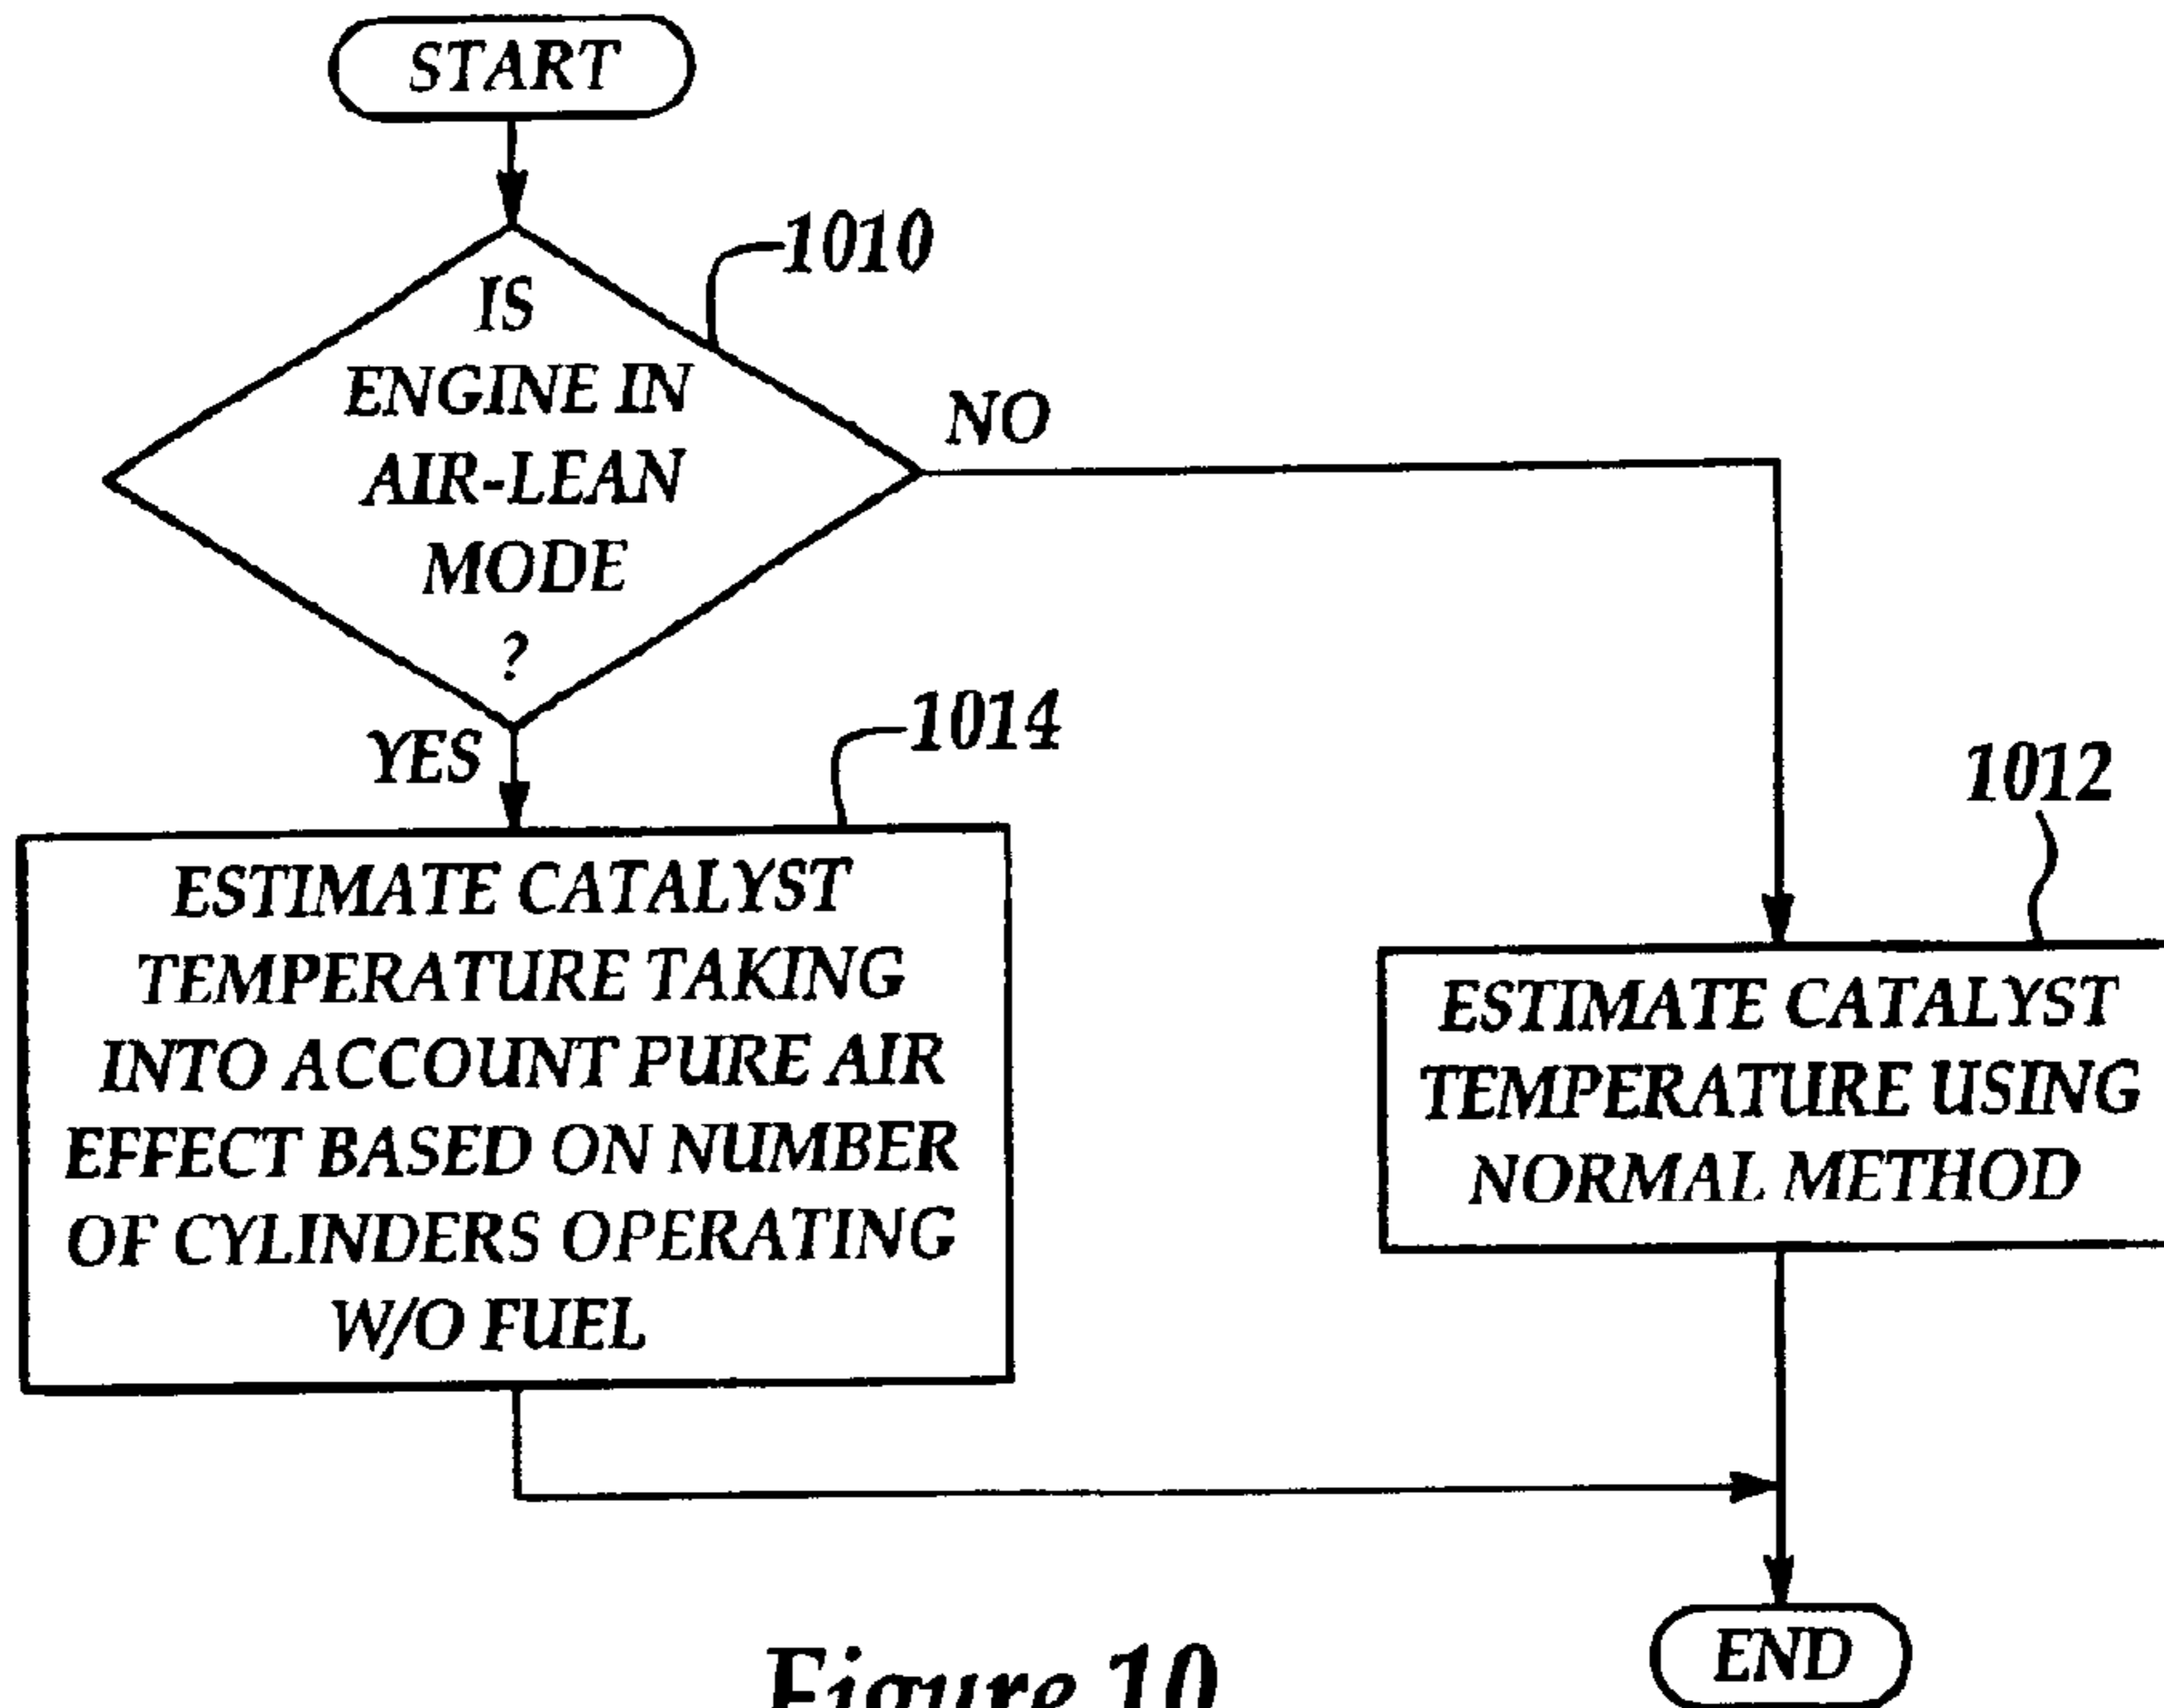 START
1010
IS
ENGINE IN
AIR-LEAN
MODE
?
NO
YES
1014
ESTIMATE CATALYST
TEMPERATURE TAKING
INTO ACCOUNT PURE AIR
EFFECT BASED ON NUMBER
OF CYLINDERS OPERATING
W/O FUEL
1012
ESTIMATE CATALYST
TEMPERATURE USING
NORMAL METHOD
END
Figure 10